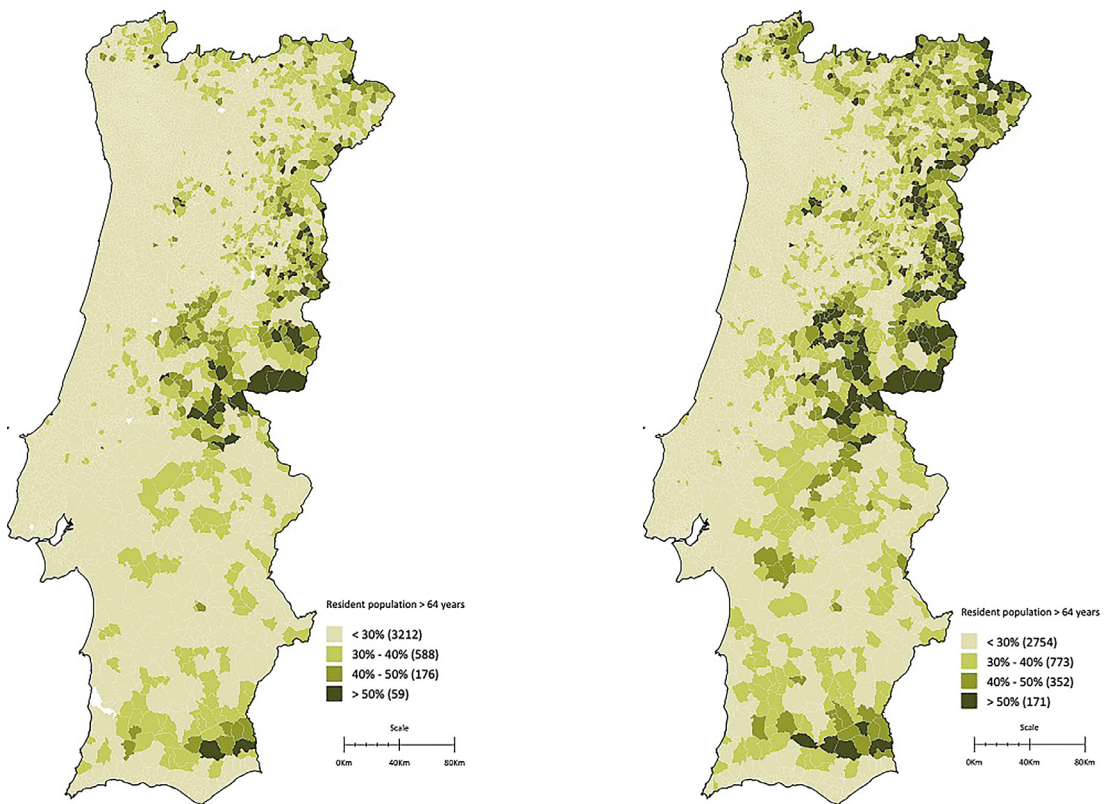 Resident population > 64 years
< 30% (3212)
30% - 40% (588)
40% - 50% (176)
> 50% (59)
Scale
0Km 40Km 80Km
Resident population > 64 years
< 30% (2754)
30% - 40% (773)
40% - 50% (352)
> 50% (171)
Scale
0Km 40Km 80Km